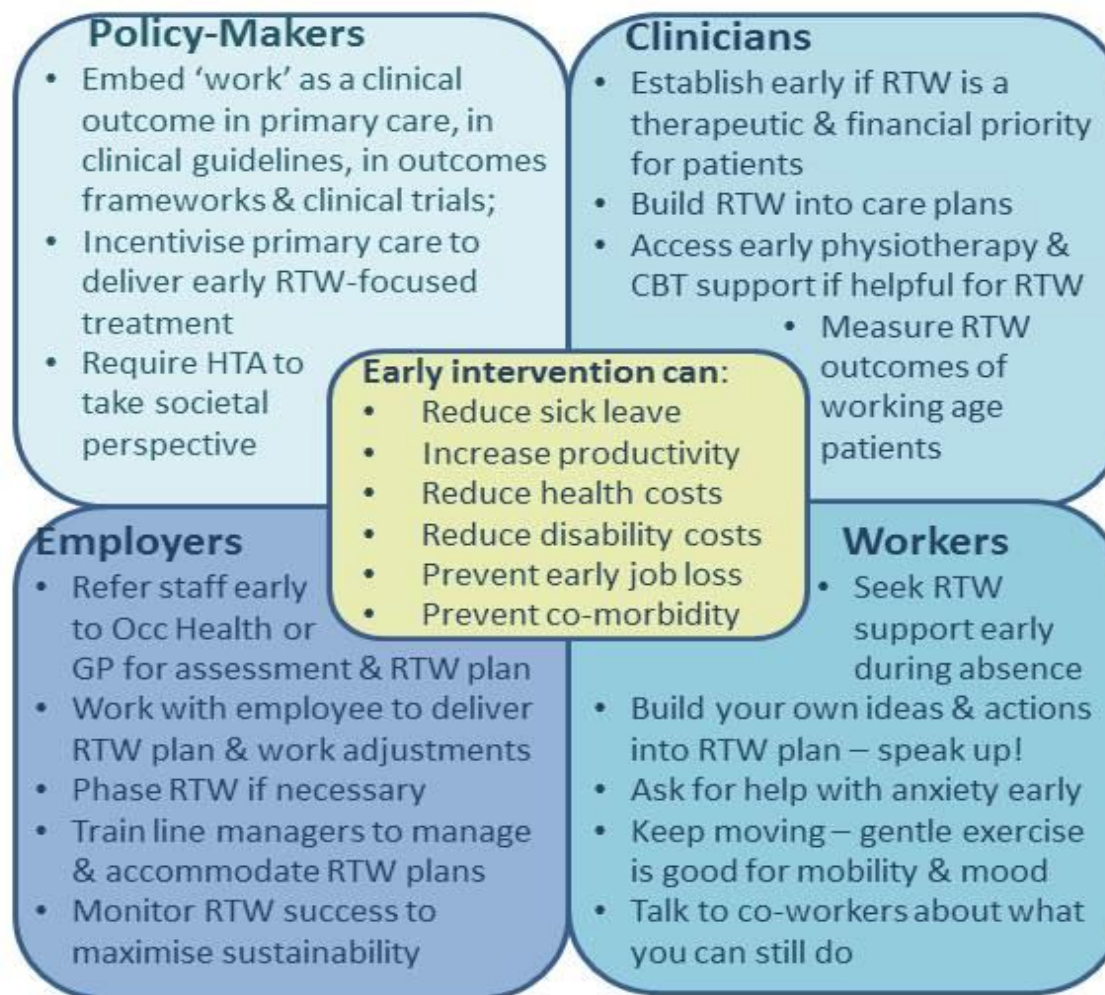 Policy-Makers
• Embed ‘work’ as a clinical
outcome in primary care, in
clinical guidelines, in outcomes
frameworks & clinical trials;
• Incentivise primary care to
deliver early RTW-focused
treatment
• Require HTA to
take societal
perspective
Clinicians
• Establish early if RTW is a
therapeutic & financial priority
for patients
• Build RTW into care plans
• Access early physiotherapy &
CBT support if helpful for RTW
• Measure RTW
outcomes of
working age
patients
Early intervention can:
• Reduce sick leave
• Increase productivity
• Reduce health costs
• Reduce disability costs
• Prevent early job loss
• Prevent co-morbidity
Employers
• Refer staff early
to Occ Health or
GP for assessment & RTW plan
• Work with employee to deliver
RTW plan & work adjustments
• Phase RTW if necessary
• Train line managers to manage
& accommodate RTW plans
• Monitor RTW success to
maximise sustainability
Workers
• Seek RTW
support early
during absence
• Build your own ideas & actions
into RTW plan – speak up!
• Ask for help with anxiety early
• Keep moving – gentle exercise
is good for mobility & mood
• Talk to co-workers about what
you can still do